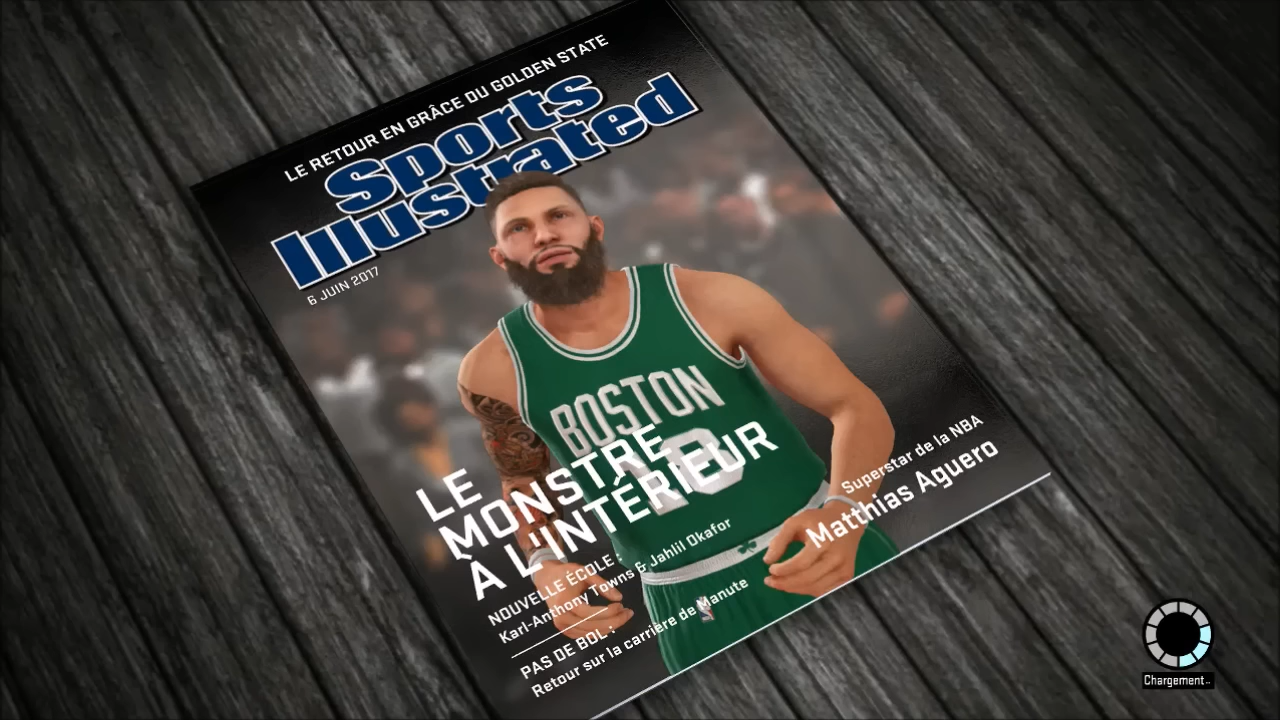 LE RETOUR EN GRÂCE DU GOLDEN STATE
Sports
Illustrated
6 JUIN 2017
BOSTON
LE
MONSTRE
À L'INTÉRIEUR
Superstar de la NBA
Matthias Aguero
NOUVELLE ÉCOLE :
Karl-Anthony Towns & Jahlil Okafor
PAS DE BOL :
Retour sur la carrière de Manute
Chargement..